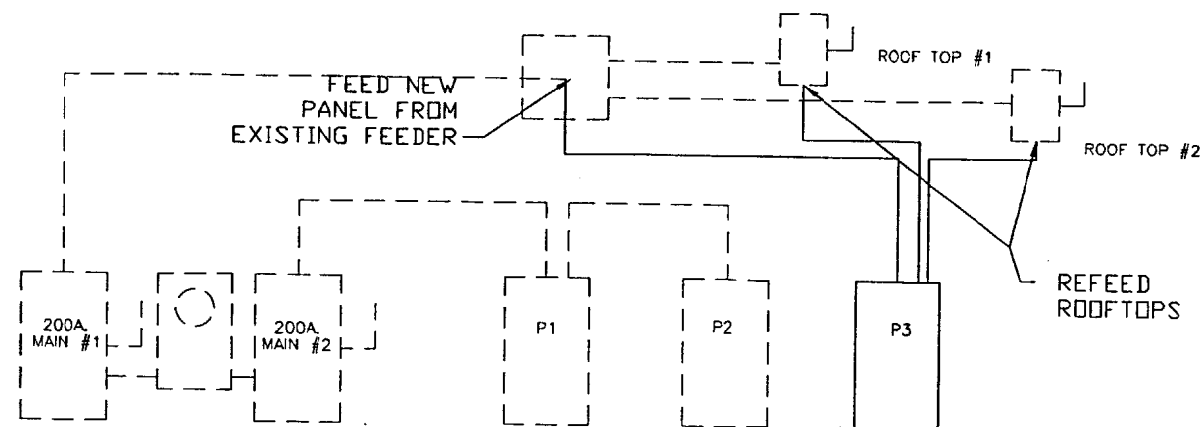 ROOF TOP #1
FEED NEW
PANEL FROM
EXISTING FEEDER
ROOF TOP #2
REFEED
ROOFTOPS
200A.
MAIN #1
200A.
MAIN #2
P1
P2
P3